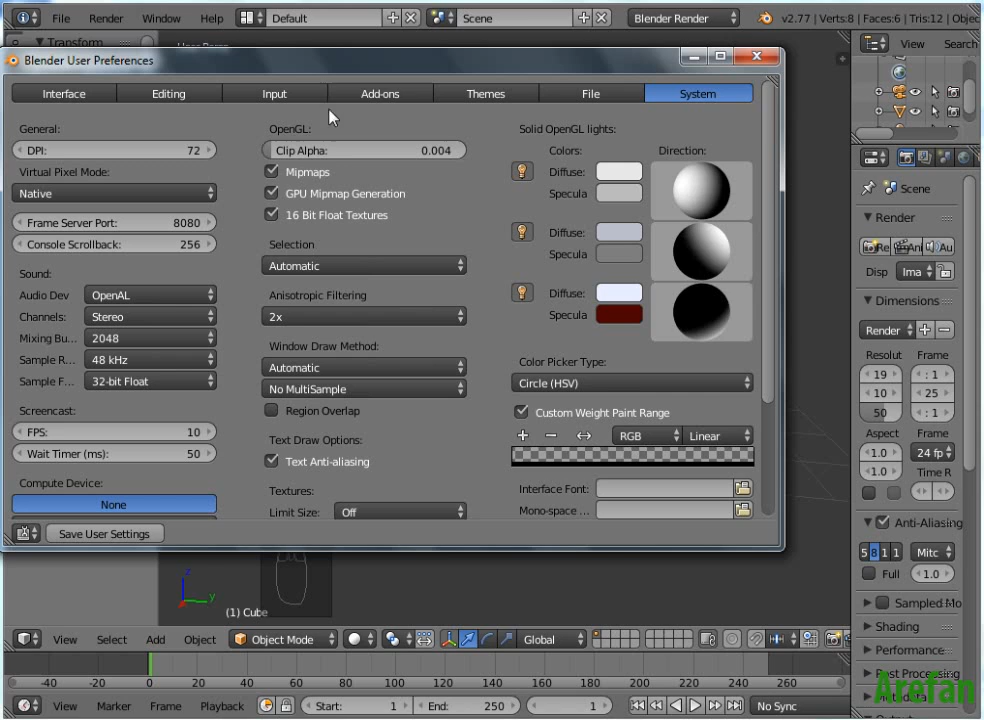 File Render Window Help Default Scene Blender Render v2.77 | Verts:8 | Faces:6 | Tris:12 | Objec
Transform
View Search
Blender User Preferences
Interface Editing Input Add-ons Themes File System
General:
DPI: 72
Virtual Pixel Mode:
Native
Frame Server Port: 8080
Console Scrollback: 256
Sound:
Audio Dev OpenAL
Channels: Stereo
Mixing Bu... 2048
Sample R... 48 kHz
Sample F... 32-bit Float
Screencast:
FPS: 10
Wait Timer (ms): 50
Compute Device:
None
OpenGL:
Clip Alpha: 0.004
Mipmaps
GPU Mipmap Generation
16 Bit Float Textures
Selection
Automatic
Anisotropic Filtering
2x
Window Draw Method:
Automatic
No MultiSample
Region Overlap
Text Draw Options:
Text Anti-aliasing
Textures:
Limit Size: Off
Solid OpenGL lights:
Colors: Direction:
Diffuse:
Specula
Diffuse:
Specula
Diffuse:
Specula
Color Picker Type:
Circle (HSV)
Custom Weight Paint Range
RGB Linear
Interface Font:
Mono-space ...
Save User Settings
Scene
Render
Re Ani Au
Disp Ima
Dimensions
Render
Resolut Frame
19 : 1
10 25
50 : 1
Aspect Frame
1.0 24 fp
1.0 Time R
Anti-Aliasing
5 8 1 1 Mitc
Full 1.0
Sampled Mo
Shading
Performance
Post Processing
Metadata
z
y
(1) Cube
View Select Add Object Object Mode Global
-40 -20 0 20 40 60 80 100 120 140 160 180 200 220 240 260
View Marker Frame Playback Start: 1 End: 250 1 No Sync
Arefan